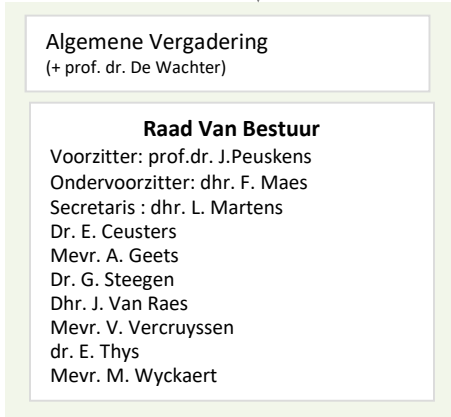 Algemene Vergadering
(+ prof. dr. De Wachter)
Raad Van Bestuur
Voorzitter: prof.dr. J.Peuskens
Ondervoorzitter: dhr. F. Maes
Secretaris : dhr. L. Martens
Dr. E. Ceusters
Mevr. A. Geets
Dr. G. Steegen
Dhr. J. Van Raes
Mevr. V. Vercruyssen
dr. E. Thys
Mevr. M. Wyckaert